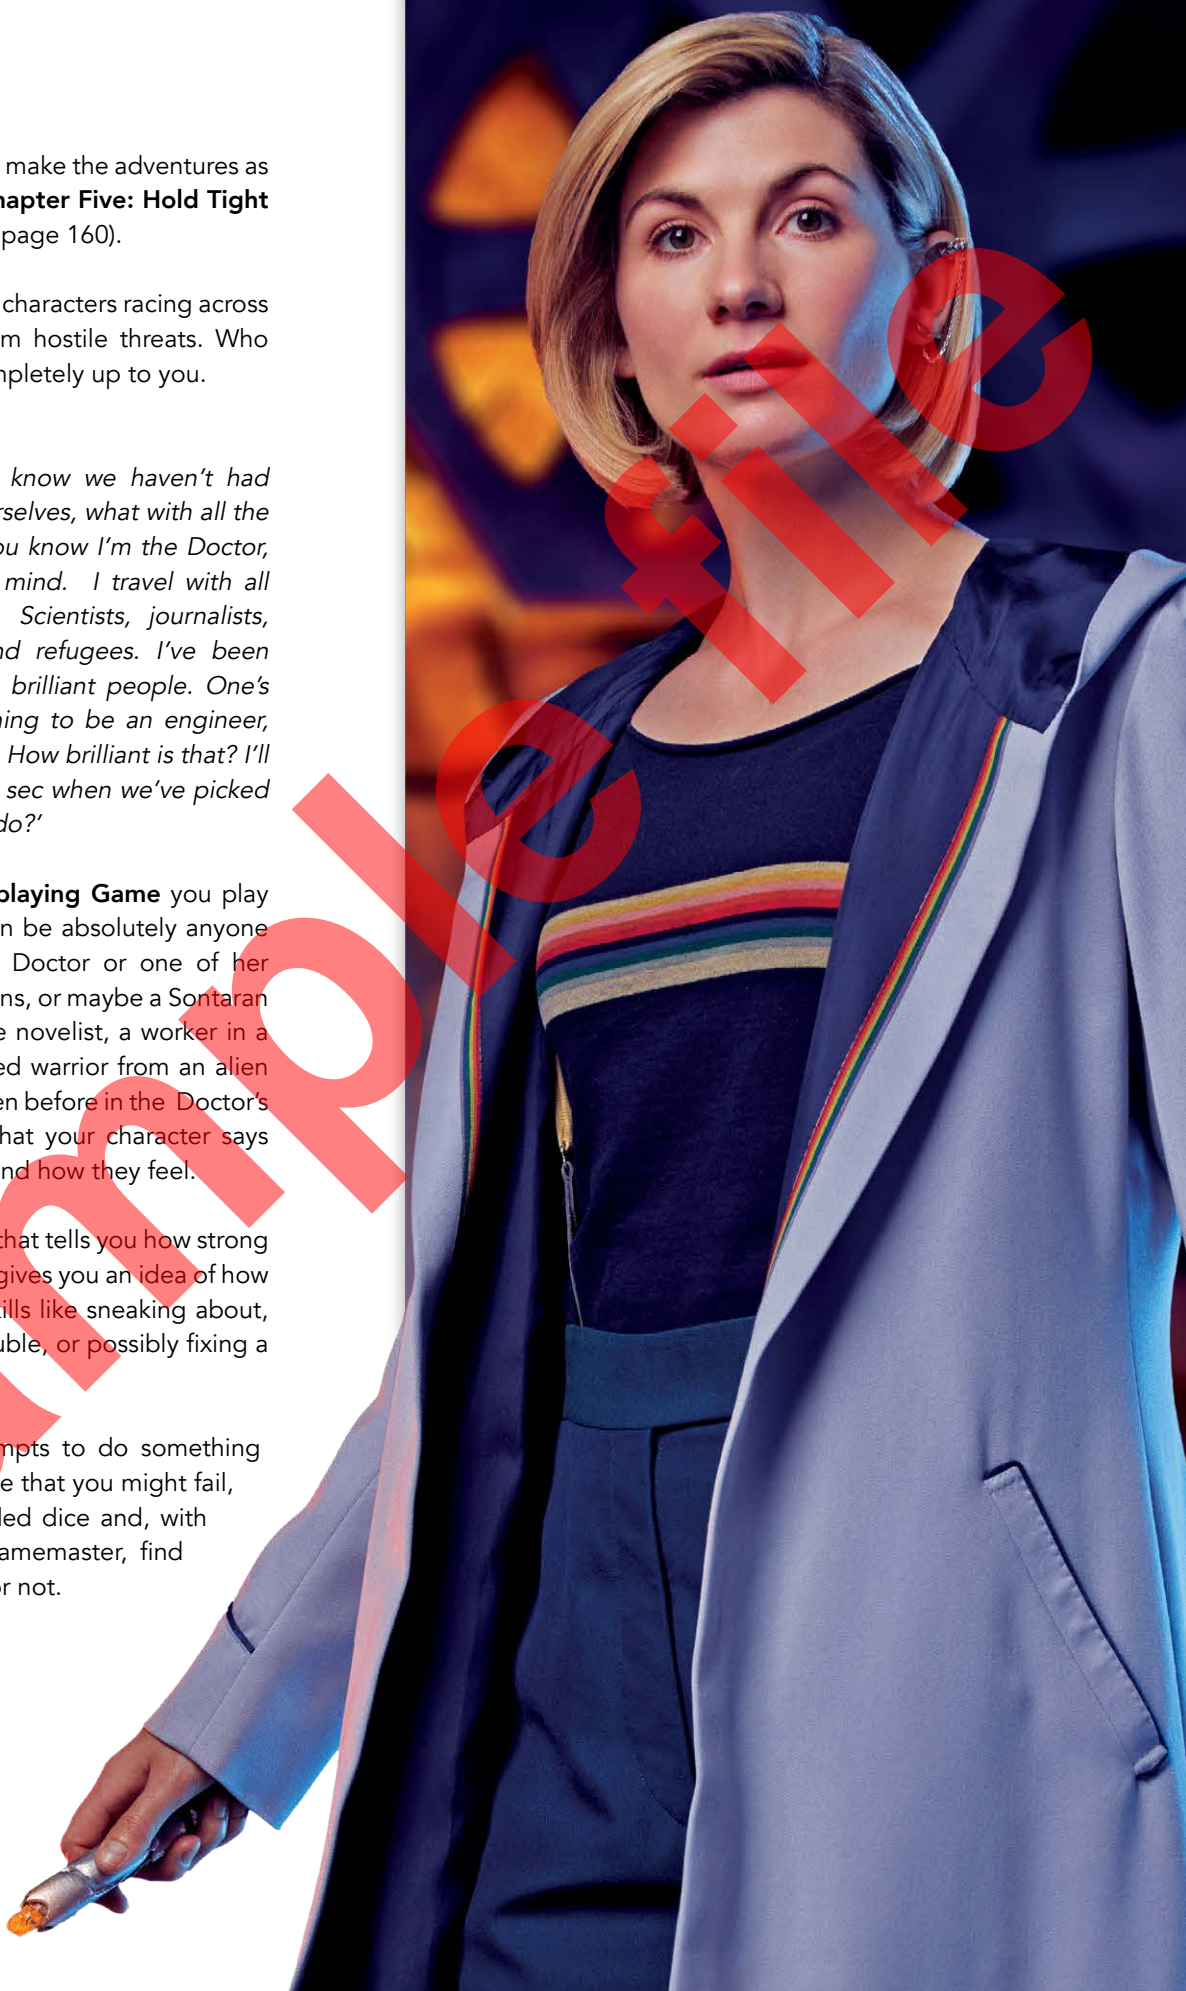 make the adventures as
hapter Five: Hold Tight
page 160).
characters racing across
m hostile threats. Who
mpletely up to you.
know we haven't had
rselves, what with all the
ou know I'm the Doctor,
mind. I travel with all
Scientists, journalists,
nd refugees. I've been
brilliant people. One's
ning to be an engineer,
How brilliant is that? I'll
sec when we've picked
do?'
playing Game you play
n be absolutely anyone
Doctor or one of her
ns, or maybe a Sontaran
e novelist, a worker in a
ed warrior from an alien
en before in the Doctor's
hat your character says
nd how they feel.
that tells you how strong
gives you an idea of how
kills like sneaking about,
uble, or possibly fixing a
mpts to do something
e that you might fail,
ded dice and, with
amemaster, find
or not.
ample file